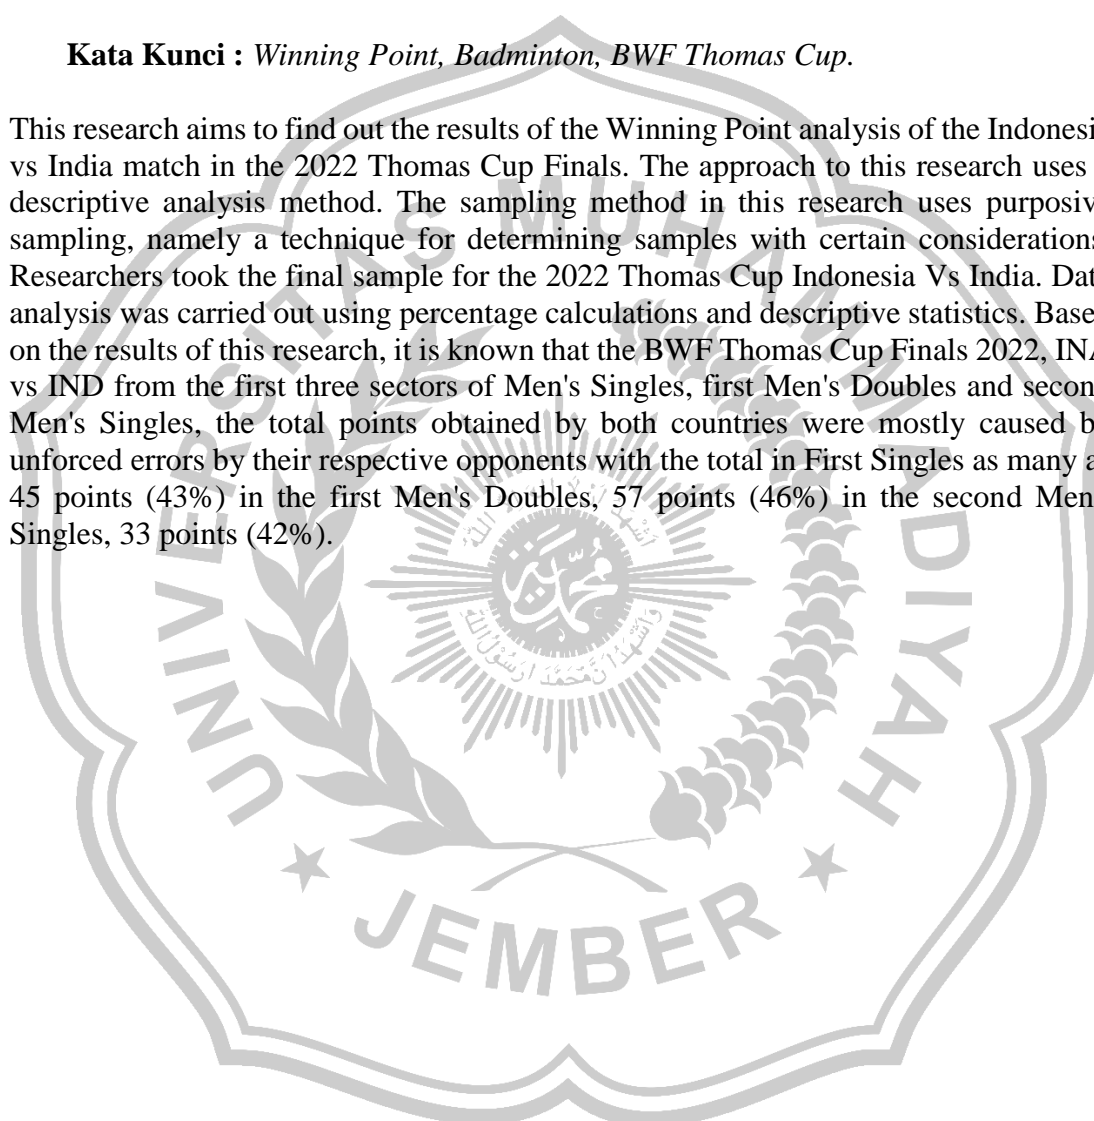 Kata Kunci : Winning Point, Badminton, BWF Thomas Cup.
This research aims to find out the results of the Winning Point analysis of the Indonesi
vs India match in the 2022 Thomas Cup Finals. The approach to this research uses
descriptive analysis method. The sampling method in this research uses purposiv
sampling, namely a technique for determining samples with certain considerations
Researchers took the final sample for the 2022 Thomas Cup Indonesia Vs India. Dat
analysis was carried out using percentage calculations and descriptive statistics. Base
on the results of this research, it is known that the BWF Thomas Cup Finals 2022, INA
vs IND from the first three sectors of Men's Singles, first Men's Doubles and secon
Men's Singles, the total points obtained by both countries were mostly caused b
unforced errors by their respective opponents with the total in First Singles as many a
45 points (43%) in the first Men's Doubles, 57 points (46%) in the second Men'
Singles, 33 points (42%).
UNIVERSITAS MUHAMMADIYAH
JEMBER